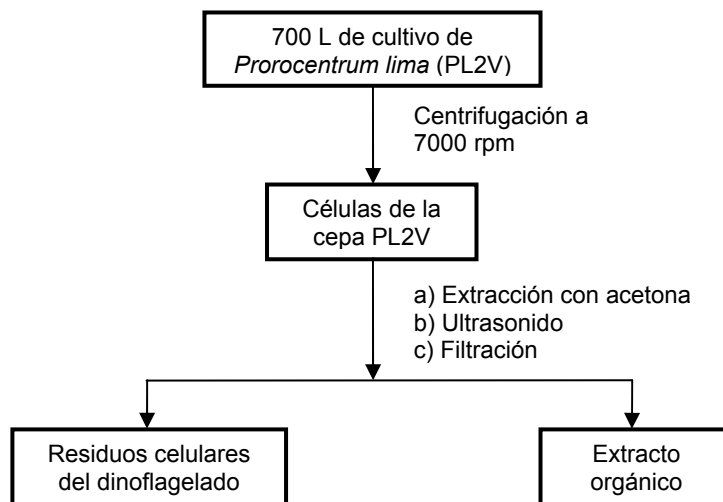 700 L de cultivo de
Prorocentrum lima (PL2V)
Centrifugación a
7000 rpm
Células de la
cepa PL2V
a) Extracción con acetona
b) Ultrasonido
c) Filtración
Residuos celulares
del dinoflagelado
Extracto
orgánico